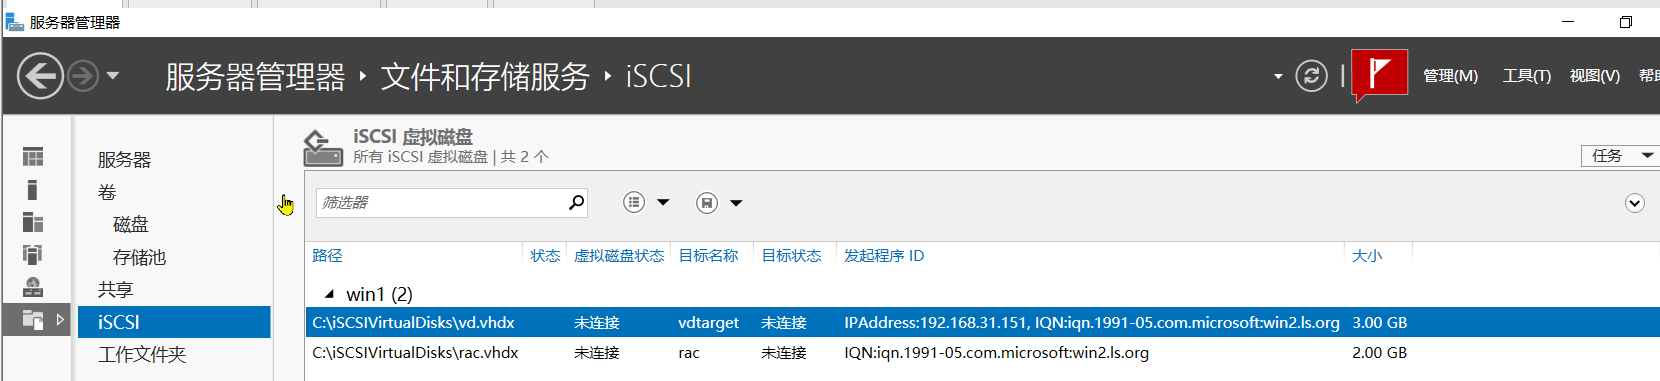 服务器管理器
服务器管理器 文件和存储服务 iSCSI
管理(M) 工具(T) 视图(V) 帮助
服务器
卷
磁盘
存储池
共享
iSCSI
工作文件夹
iSCSI 虚拟磁盘
所有 iSCSI 虚拟磁盘 | 共 2 个
任务
筛选器
路径 状态 虚拟磁盘状态 目标名称 目标状态 发起程序 ID 大小
win1 (2)
C:\iSCSIVirtualDisks\vd.vhdx 未连接 vdtarget 未连接 IPAddress:192.168.31.151, IQN:iqn.1991-05.com.microsoft:win2.ls.org 3.00 GB
C:\iSCSIVirtualDisks\rac.vhdx 未连接 rac 未连接 IQN:iqn.1991-05.com.microsoft:win2.ls.org 2.00 GB